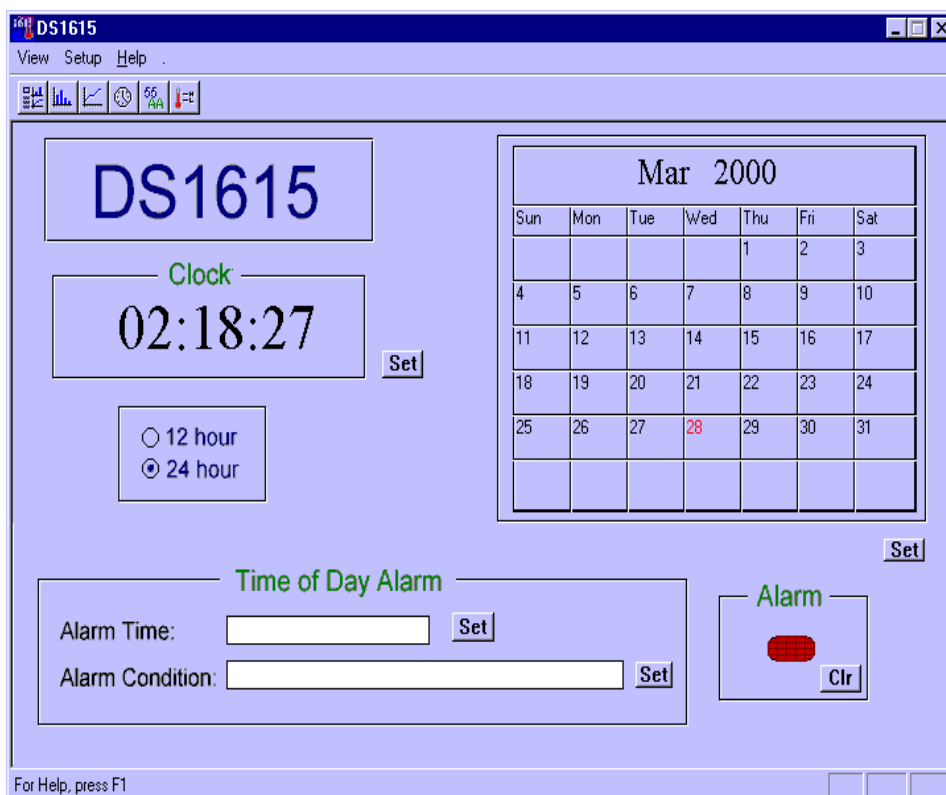 DS1615
View Setup Help .
55 AA
DS1615
Clock
02:18:27
Set
12 hour
24 hour
Mar 2000
Sun Mon Tue Wed Thu Fri Sat
1 2 3
4 5 6 7 8 9 10
11 12 13 14 15 16 17
18 19 20 21 22 23 24
25 26 27 28 29 30 31
Set
Time of Day Alarm
Alarm Time: Set
Alarm Condition: Set
Alarm
Clr
For Help, press F1